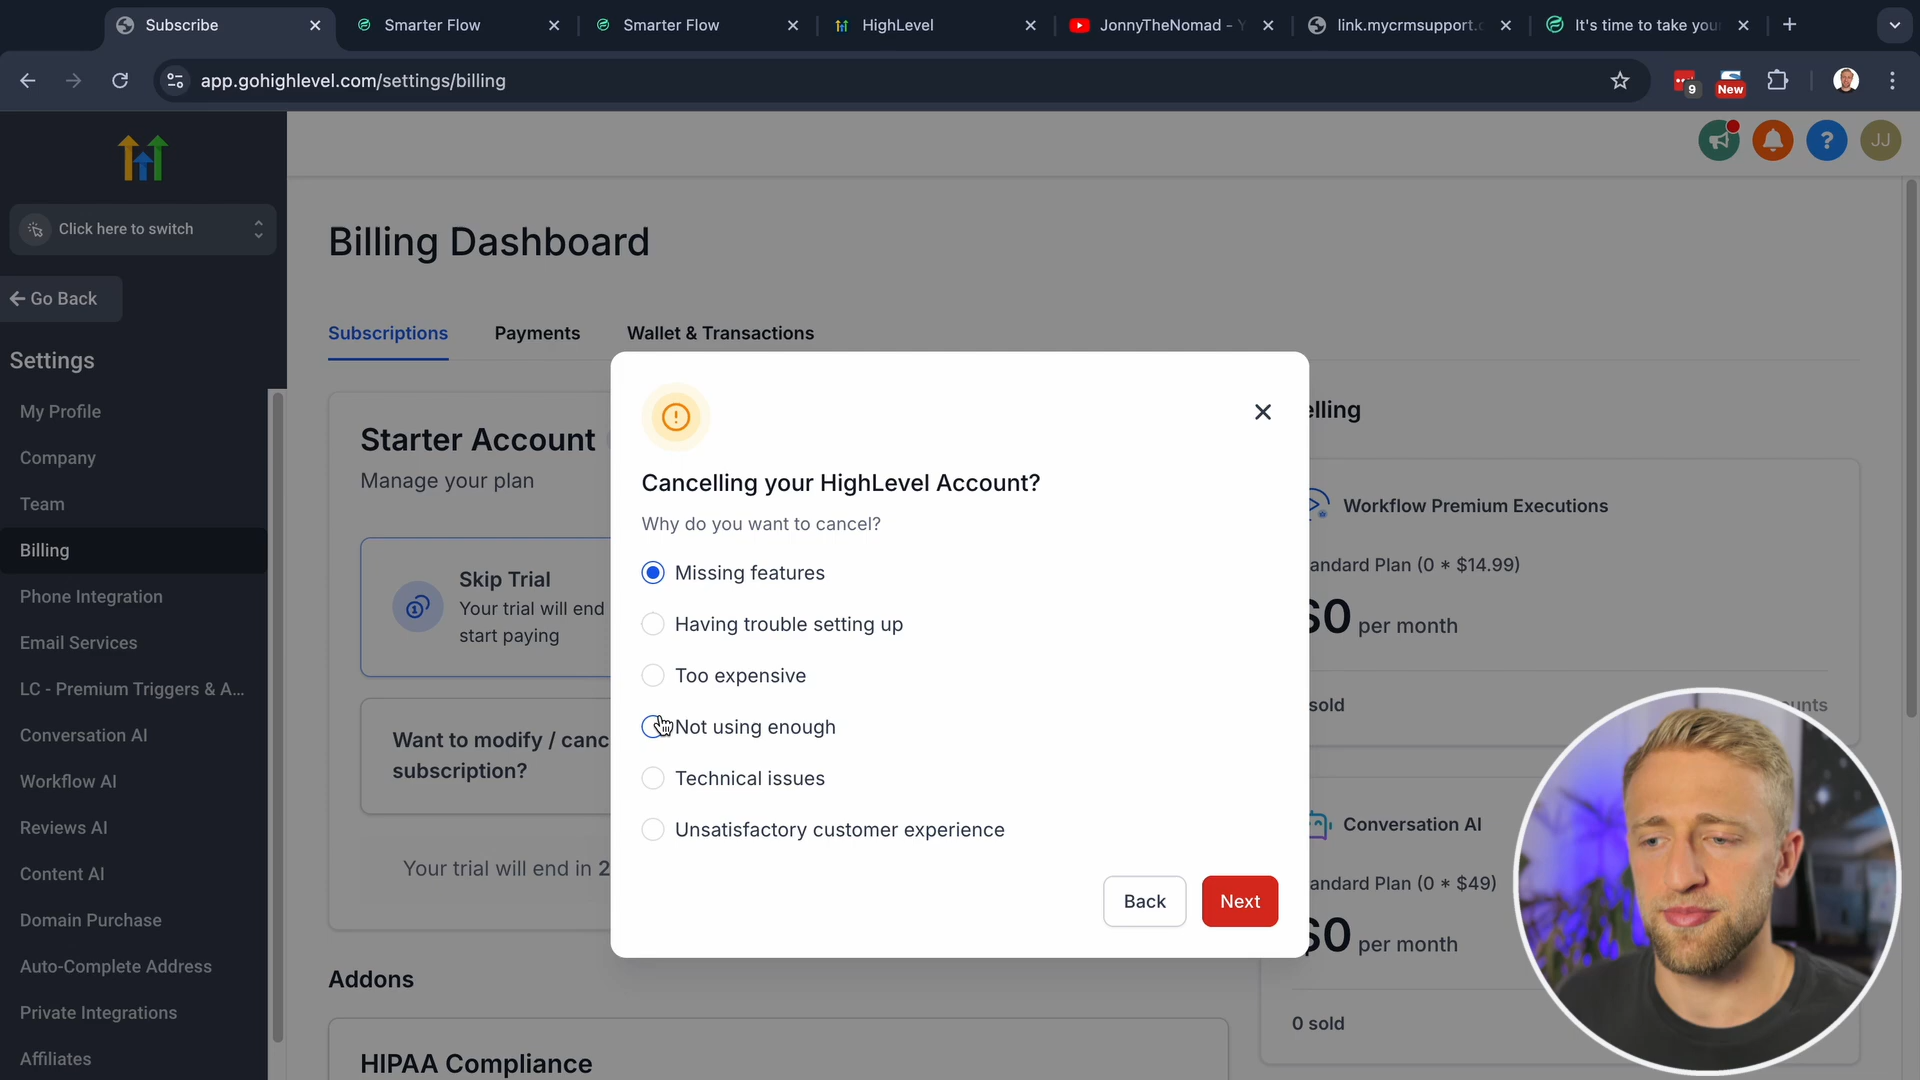 Subscribe
Smarter Flow
Smarter Flow
HighLevel
JonnyTheNomad -
link.mycrmsupport.c
It's time to take you
app.gohighlevel.com/settings/billing
9
New
Click here to switch
?
JJ
Go Back
Billing Dashboard
Settings
Subscriptions
Payments
Wallet & Transactions
My Profile
Company
Team
Billing
Phone Integration
Email Services
LC - Premium Triggers & A...
Conversation AI
Workflow AI
Reviews AI
Content AI
Domain Purchase
Auto-Complete Address
Private Integrations
Affiliates
Starter Account
Manage your plan
Skip Trial
Your trial will end
start paying
Want to modify / canc
subscription?
Your trial will end in 2
Addons
HIPAA Compliance
Cancelling your HighLevel Account?
Why do you want to cancel?
Missing features
Having trouble setting up
Too expensive
Not using enough
Technical issues
Unsatisfactory customer experience
Back
Next
elling
Workflow Premium Executions
andard Plan (0 * $14.99)
$0 per month
sold
unts
Conversation AI
andard Plan (0 * $49)
$0 per month
0 sold